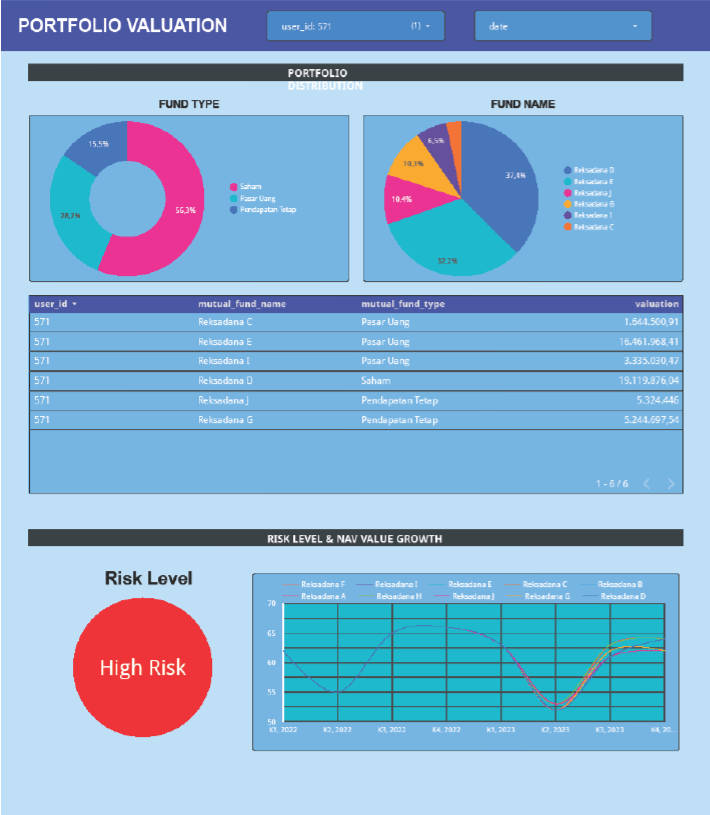 PORTFOLIO VALUATION
user_id: 571 (1)
date
PORTFOLIO
DISTRIBUTION
FUND TYPE
FUND NAME
15,5%
56,3%
28,2%
Saham
Pasar Uang
Pendapatan Tetap
6,5%
10,3%
37,4%
10,4%
32,2%
Reksadana D
Reksadana E
Reksadana J
Reksadana G
Reksadana I
Reksadana C
user_id mutual_fund_name mutual_fund_type valuation
571 Reksadana C Pasar Uang 1.644.500,91
571 Reksadana E Pasar Uang 16.461.968,41
571 Reksadana I Pasar Uang 3.335.030,47
571 Reksadana D Saham 19.119.876,04
571 Reksadana J Pendapatan Tetap 5.324.446
571 Reksadana G Pendapatan Tetap 5.244.697,54
1 - 6 / 6
RISK LEVEL & NAV VALUE GROWTH
Risk Level
High Risk
Reksadana F Reksadana I Reksadana E Reksadana C Reksadana B
Reksadana A Reksadana H Reksadana J Reksadana G Reksadana D
70
65
60
55
50
K1, 2022 K2, 2022 K3, 2022 K4, 2022 K1, 2023 K2, 2023 K3, 2023 K4, 20...